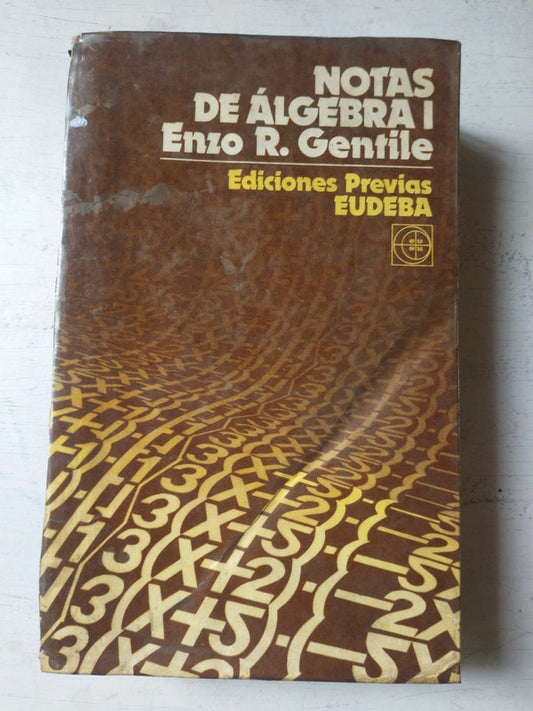 NOTAS
DE ÁLGEBRA I
Enzo R. Gentile
Ediciones Previas
EUDEBA